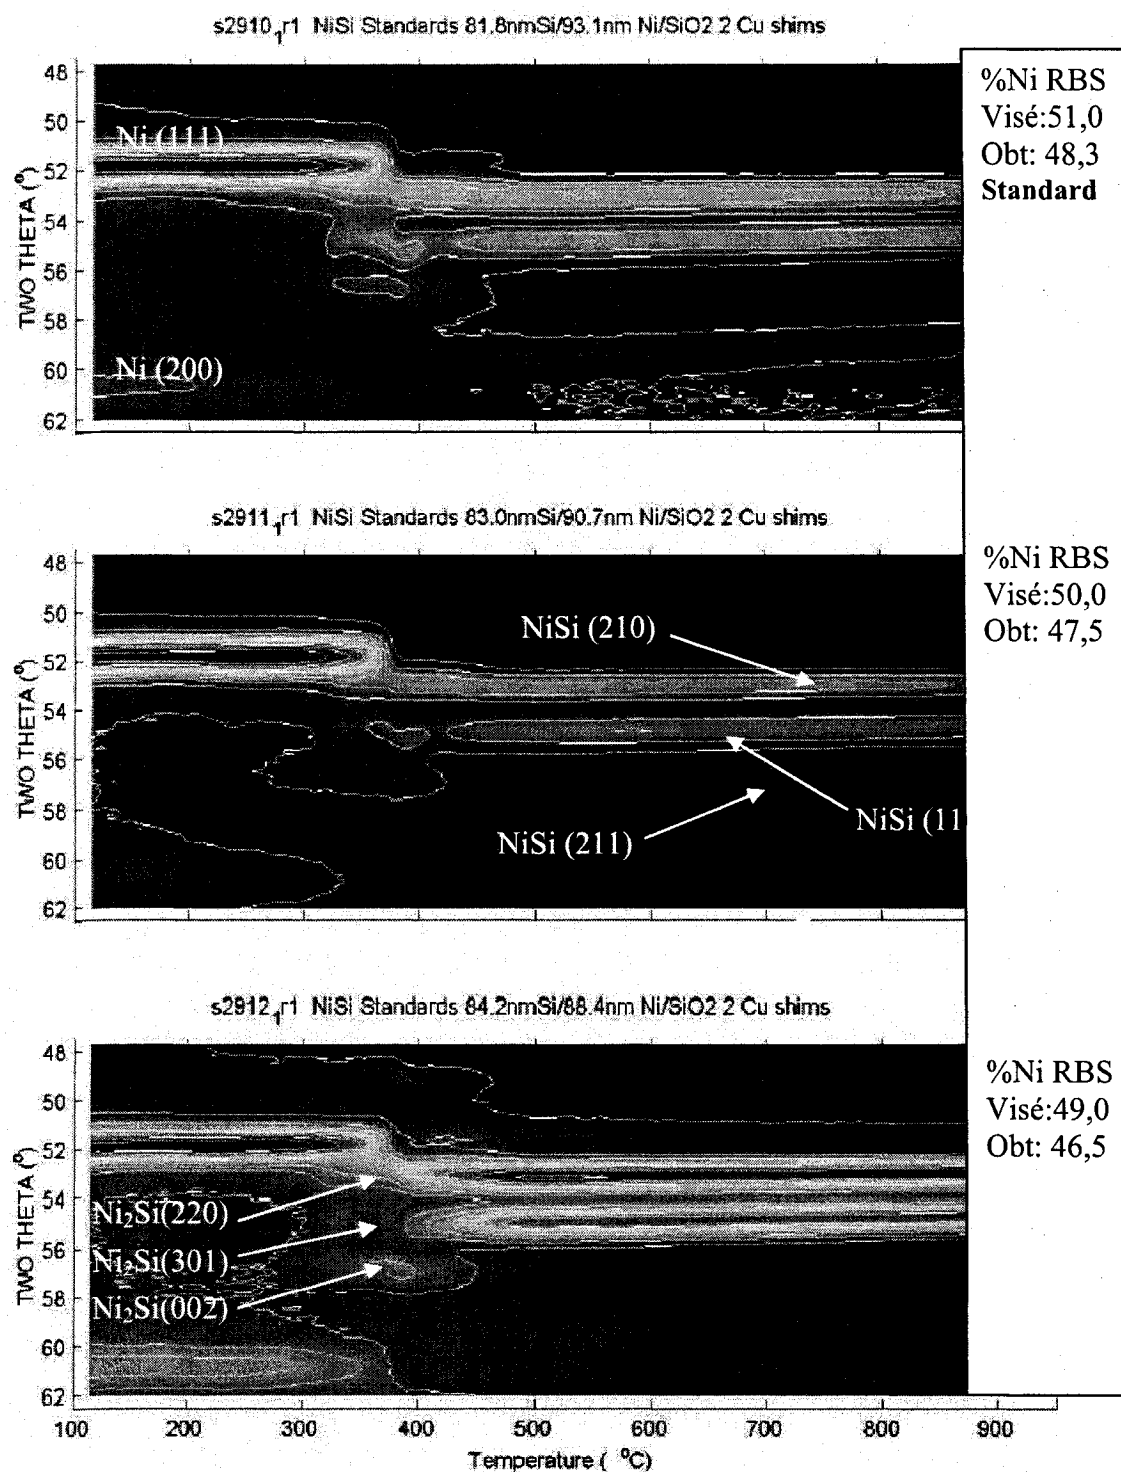 s2910_1r1 NiSi Standards 81.8nmSi/93.1nm Ni/SiO2 2 Cu shims
%Ni RBS
Visé:51,0
Obt: 48,3
Standard
TWO THETA (°)
48
50
52
54
56
58
60
62
Ni (111)
Ni (200)
s2911_1r1 NiSi Standards 83.0nmSi/90.7nm Ni/SiO2 2 Cu shims
%Ni RBS
Visé:50,0
Obt: 47,5
TWO THETA (°)
48
50
52
54
56
58
60
62
NiSi (210)
NiSi (211)
NiSi (11
s2912_1r1 NiSi Standards 84.2nmSi/88.4nm Ni/SiO2 2 Cu shims
%Ni RBS
Visé:49,0
Obt: 46,5
TWO THETA (°)
48
50
52
54
56
58
60
62
Ni₂Si(220)
Ni₂Si(301)
Ni₂Si(002)
100 200 300 400 500 600 700 800 900
Temperature ( °C)